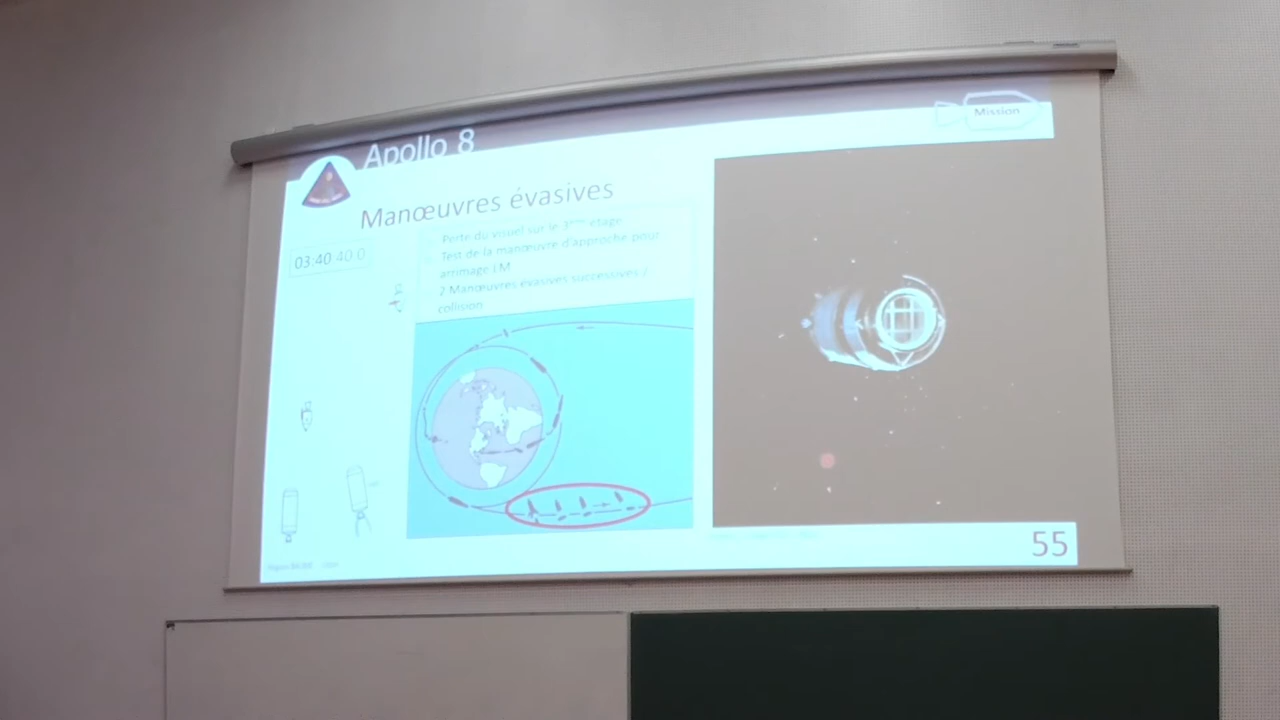 Apollo 8
Mission
Manœuvres évasives
03:40:40.0
Perte du visuel sur le 3ème étage
Test de la manœuvre d'approche pour
arrimage LM
2 Manœuvres évasives successives /
collision
55